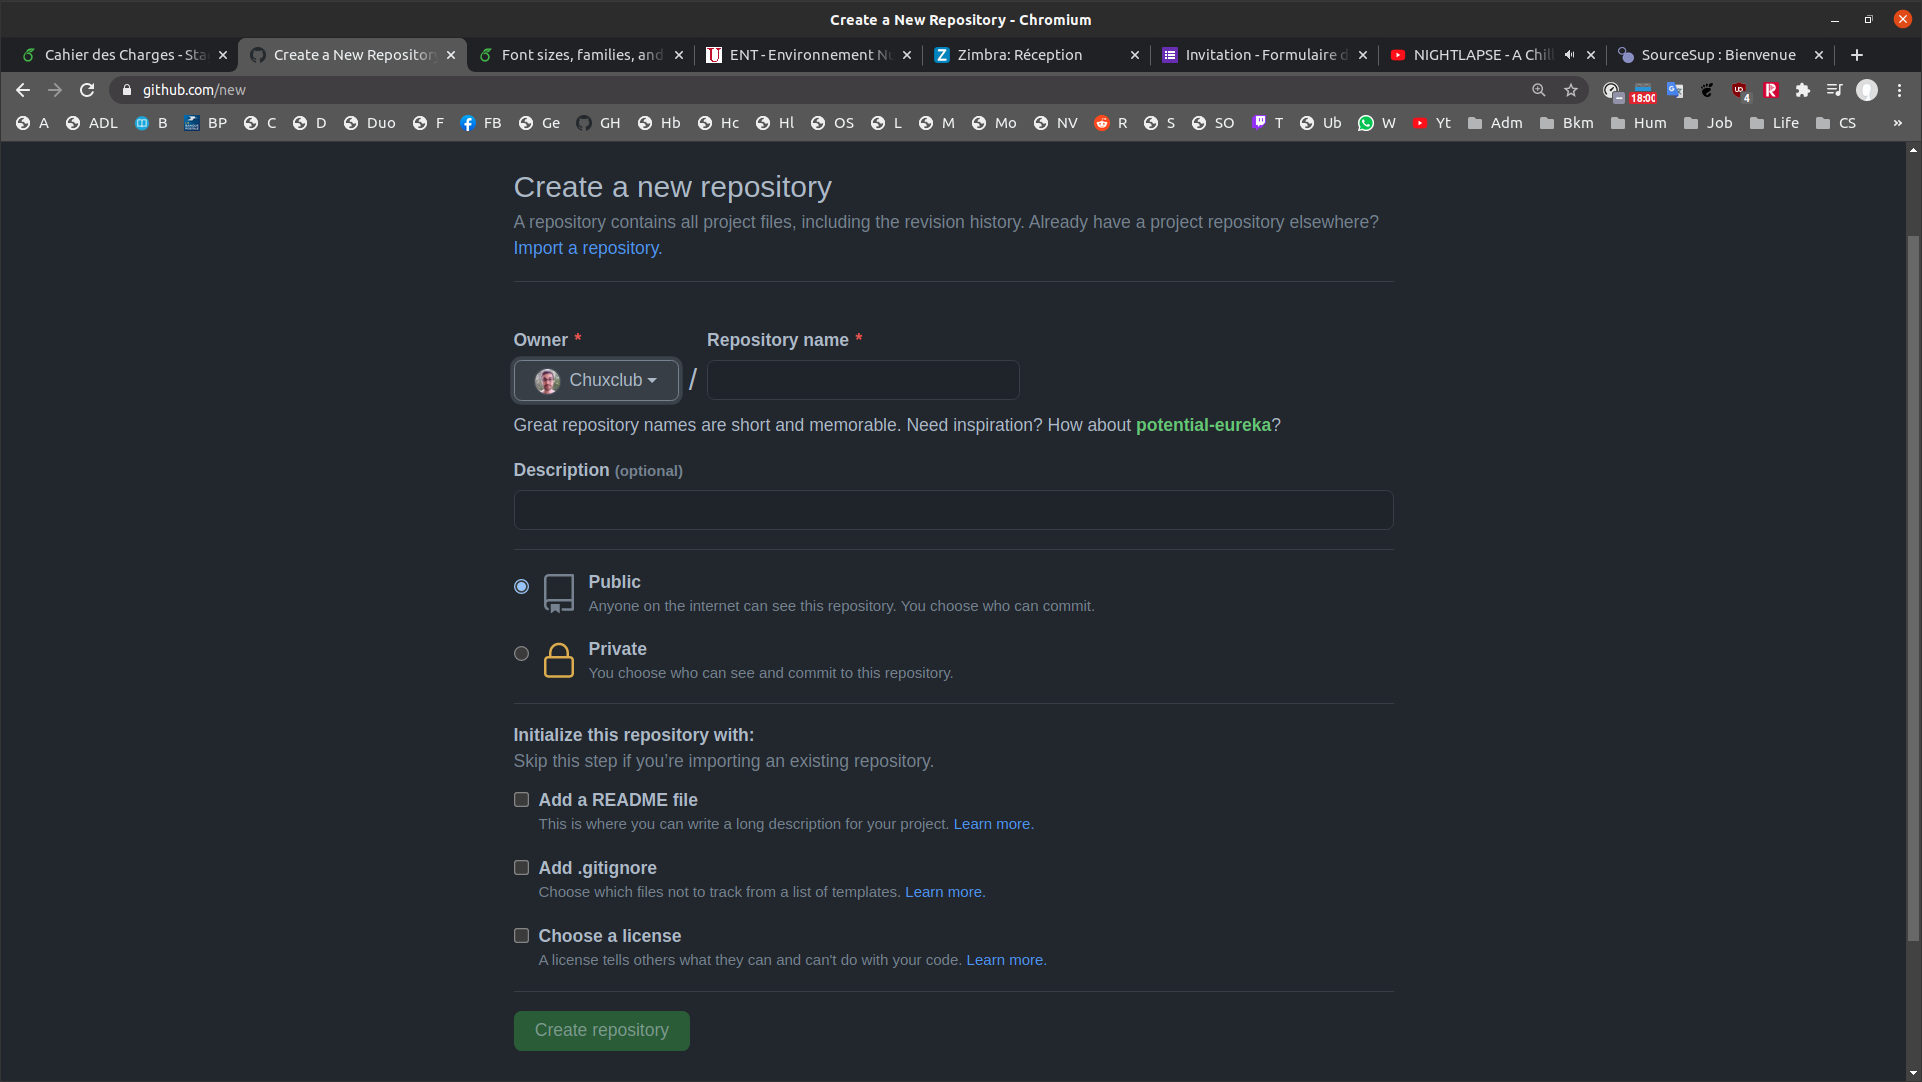 Create a New Repository - Chromium
Cahier des Charges - Sta
Create a New Repository
Font sizes, families, and
ENT - Environnement Nu
Zimbra: Réception
Invitation - Formulaire d
NIGHTLAPSE - A Chill
SourceSup : Bienvenue
github.com/new
18:00
4
A ADL B BP C D Duo F FB Ge GH Hb Hc Hl OS L M Mo NV R S SO T Ub W Yt Adm Bkm Hum Job Life CS »
Create a new repository
A repository contains all project files, including the revision history. Already have a project repository elsewhere?
Import a repository.
Owner * Repository name *
Chuxclub /
Great repository names are short and memorable. Need inspiration? How about potential-eureka?
Description (optional)
Public
Anyone on the internet can see this repository. You choose who can commit.
Private
You choose who can see and commit to this repository.
Initialize this repository with:
Skip this step if you're importing an existing repository.
Add a README file
This is where you can write a long description for your project. Learn more.
Add .gitignore
Choose which files not to track from a list of templates. Learn more.
Choose a license
A license tells others what they can and can't do with your code. Learn more.
Create repository